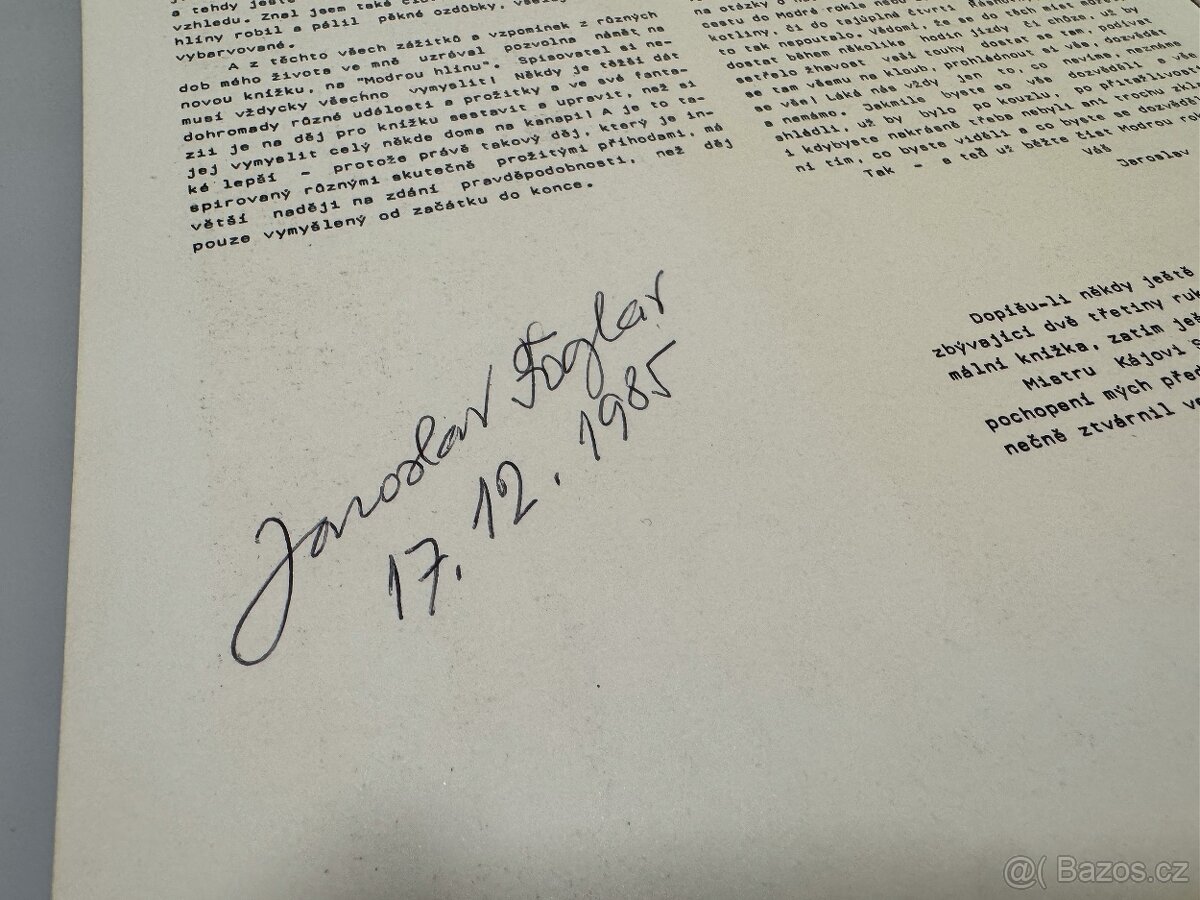 a tehdy ještě
vzhledu. Znal jsem také
hlíny robil a pálil pěkné ozdůbky,
vybarvované.
A z těchto všech zážitků a vzpomínek z různých
dob mého života ve mně uzrával pozvolna námět na
novou knížku, na "Modrou hlínu". Spisovatel si ne-
musí vždycky všechno vymyslit! Někdy je těžší dát
dohromady různé události a prožitky a ve své fanta-
zii je na děj pro knížku sestavit a upravit, než si
jej vymyslit celý někde doma na kanapi! A je to ta-
ké lepší - protože právě takový děj, který je in-
spirovaný různými skutečně prožitými příhodami, má
větší naději na zdání pravděpodobnosti, než děj
pouze vymyšlený od začátku do konce.
Jaroslav Foglar
17. 12. 1985
na otázky o
cestu do Modré rokle nebo
kotliny, či do tajúplné čtvrti
to tak nepoutalo. Vědomí, že se do těch míst
dostat během několika hodin jízdy či chůze, už by
setřelo žhavost vaší touhy dostat se tam, podívat
se tam všemu na kloub, prohlédnout si vše, dozvědět
se vše! Láká nás vždy jen to, co nevíme, neznáme
a nemáme. Jakmile byste se vše dozvěděli a vše
shlédli, už by bylo po kouzlu, po přitažlivosti
i kdybyste nakrásně třeba nebyli ani trochu
ni tím, co byste viděli a co byste se dozvěděli
Tak - a teď už běžte číst Modrou
Váš
Jaroslav
Dopíšu-li někdy ještě
zbývající dvě třetiny
mální knížka, zatím
Mistru Kájovi
pochopení mých
nečně ztvárnil
@( Bazos.cz